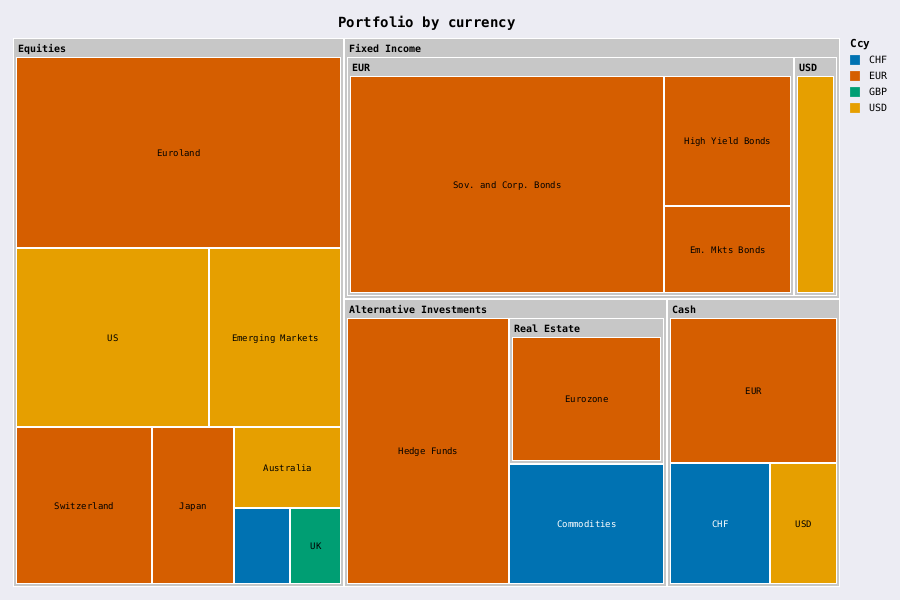 Portfolio by currency
Equities
Euroland
US
Emerging Markets
Switzerland
Japan
Australia
UK
Fixed Income
EUR
Sov. and Corp. Bonds
High Yield Bonds
Em. Mkts Bonds
USD
Alternative Investments
Hedge Funds
Real Estate
Eurozone
Commodities
Cash
EUR
CHF
USD
Ccy
CHF
EUR
GBP
USD